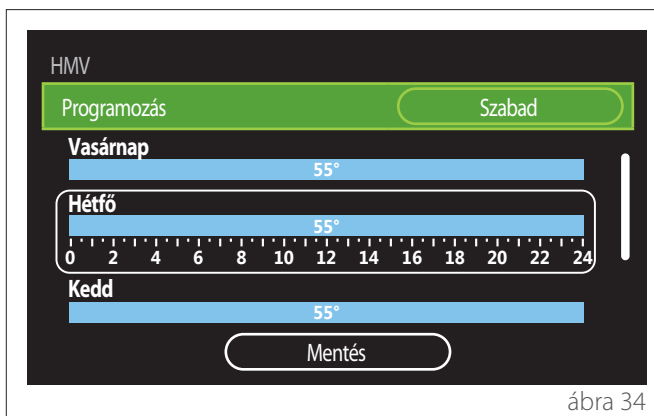 HMV
Programozás Szabad
Vasárnap
55°
Hétfő
55°
0 2 4 6 8 10 12 14 16 18 20 22 24
Kedd
55°
Mentés
ábra 34